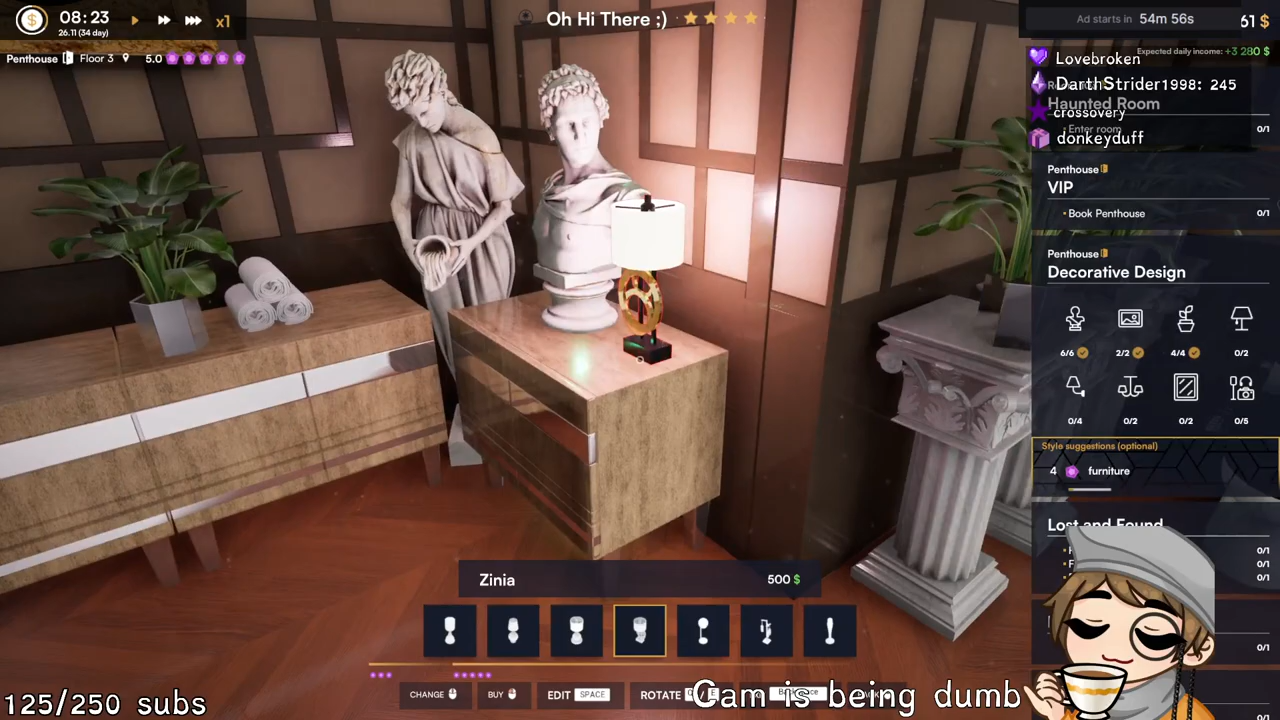 08:23
26.11 (34 day)
x1
Penthouse Floor 3 5.0
Oh Hi There ;)
Ad starts in 54m 56s
61 $
Expected daily income: +3 280 $
Lovebroken
DarthStrider1998: 245
Haunted Room
crossovery
Enter room 0/1
donkeyduff
Penthouse
VIP
Book Penthouse 0/1
Penthouse
Decorative Design
6/6 2/2 4/4 0/2
0/4 0/2 0/2 0/5
Style suggestions (optional)
4 furniture
Lost and Found
0/1
0/1
0/1
0/1
Zinia 500 $
CHANGE BUY EDIT SPACE ROTATE
Cam is being dumb
125/250 subs